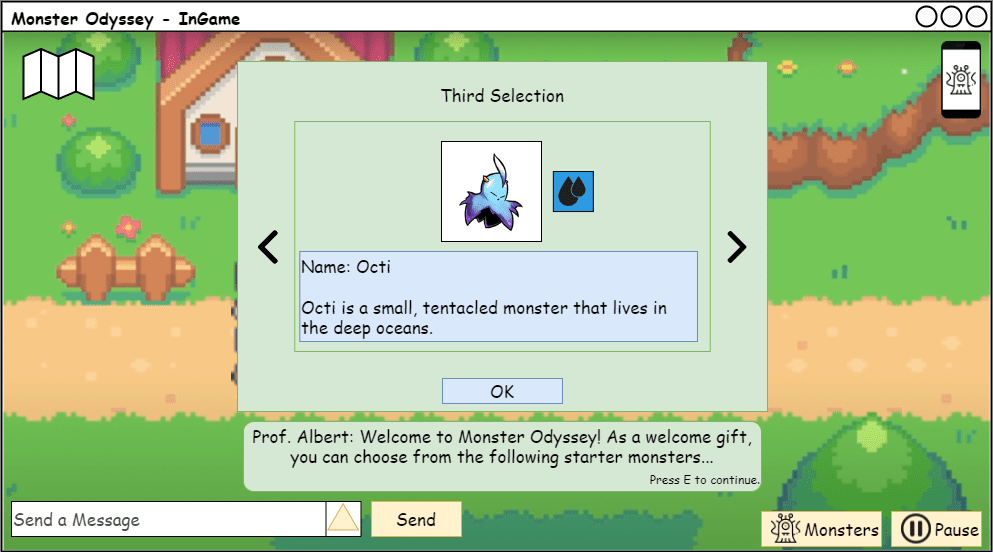 Monster Odyssey - InGame
Third Selection
Name: Octi
Octi is a small, tentacled monster that lives in
the deep oceans.
OK
Prof. Albert: Welcome to Monster Odyssey! As a welcome gift,
you can choose from the following starter monsters...
Press E to continue.
Send a Message
Send
Monsters
Pause